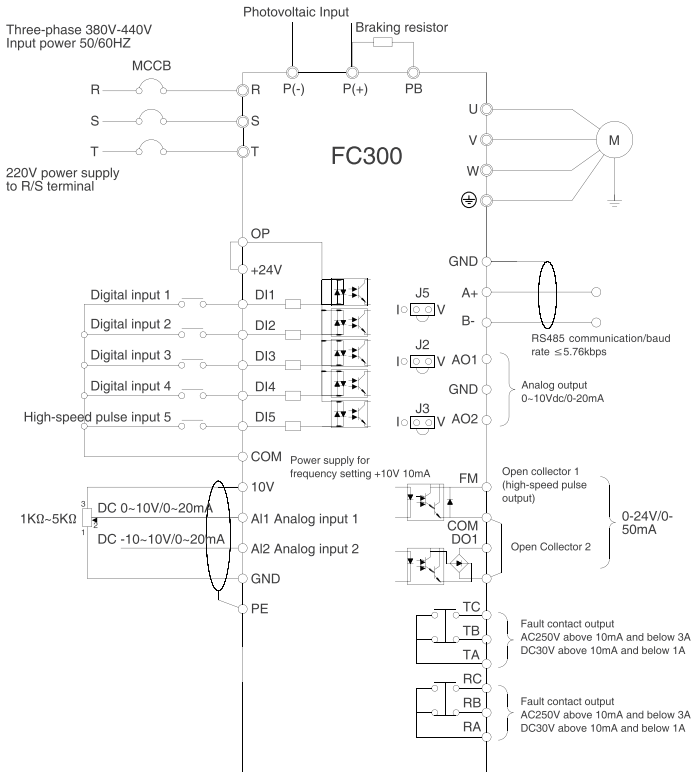 Photovoltaic Input
Three-phase 380V-440V
Input power 50/60HZ
Braking resistor
MCCB
R
R
P(-)
P(+)
PB
S
S
T
T
220V power supply
to R/S terminal
FC300
U
V
W
M
OP
+24V
GND
A+
B-
RS485 communication/baud
rate ≤5.76kbps
Digital input 1
DI1
Digital input 2
DI2
Digital input 3
DI3
Digital input 4
DI4
High-speed pulse input 5
DI5
COM
J5
I
V
J2
I
V
AO1
GND
J3
I
V
AO2
Analog output
0~10Vdc/0-20mA
Power supply for
frequency setting +10V 10mA
10V
3
2
1
1KΩ~5KΩ
DC 0~10V/0~20mA
AI1 Analog input 1
DC -10~10V/0~20mA
AI2 Analog input 2
GND
PE
FM
Open collector 1
(high-speed pulse
output)
COM
DO1
Open Collector 2
0-24V/0-
50mA
TC
TB
TA
Fault contact output
AC250V above 10mA and below 3A
DC30V above 10mA and below 1A
RC
RB
RA
Fault contact output
AC250V above 10mA and below 3A
DC30V above 10mA and below 1A